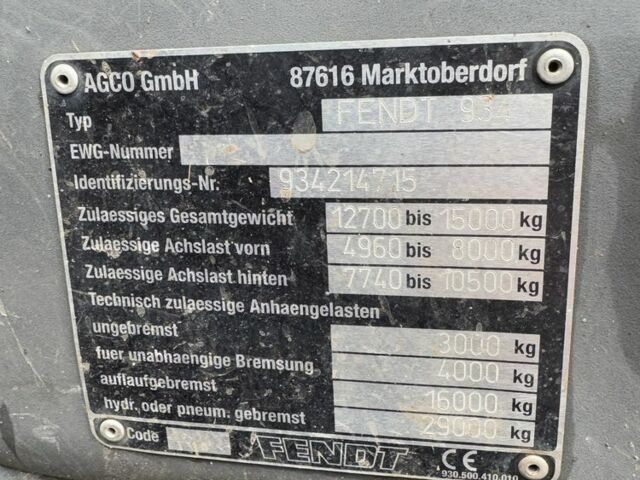 AGCO GmbH 87616 Marktoberdorf
Typ FENDT 934
EWG-Nummer
Identifizierungs-Nr. 934214715
Zulaessiges Gesamtgewicht 12700 bis 15000 kg
Zulaessige Achslast vorn 4960 bis 8000 kg
Zulaessige Achslast hinten 7740 bis 10500 kg
Technisch zulaessige Anhaengelasten
ungebremst 3000 kg
fuer unabhaengige Bremsung 4000 kg
auflaufgebremst 16000 kg
hydr. oder pneum. gebremst 29000 kg
Code FENDT CE
930.500.410.010